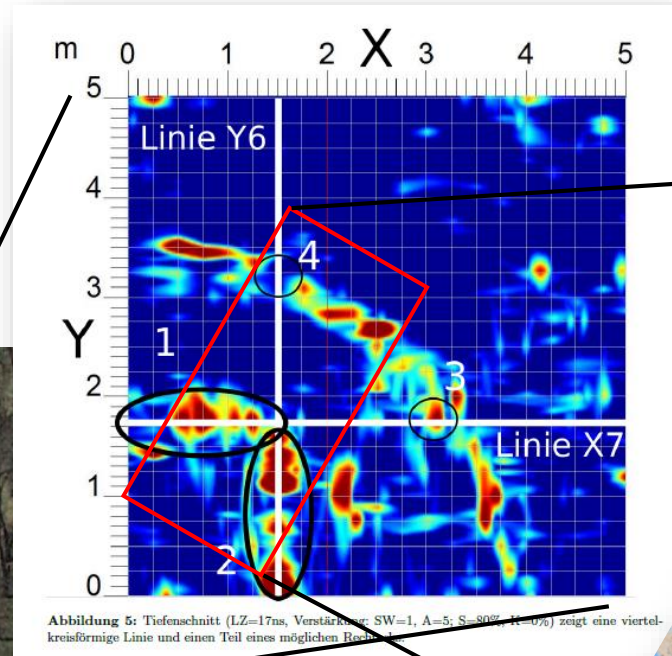 m 0 1 2 X 3 4 5
5
Linie Y6
4
4
3
Y
1
2
3
Linie X7
1
2
0
Abbildung 5: Tiefenschnitt (LZ=17ns, Verstärkung: SW=1, A=5; S=80%, K=0%) zeigt eine viertel-
kreisförmige Linie und einen Teil eines möglichen